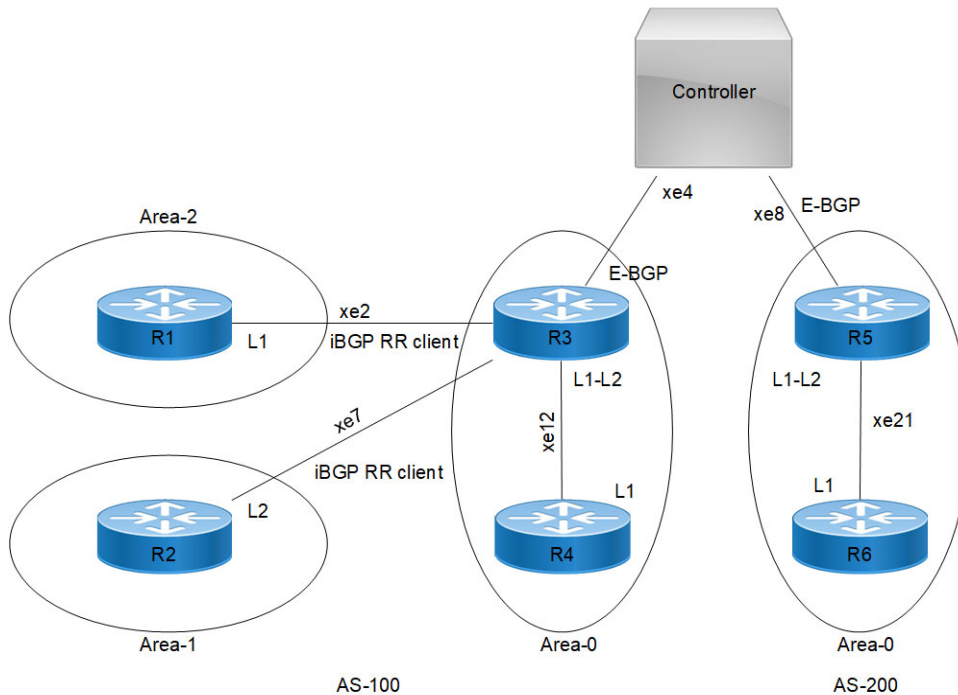 Controller
xe4
xe8
E-BGP
Area-2
E-BGP
xe2
R1
R3
R5
L1
iBGP RR client
L1-L2
L1-L2
xe7
xe12
xe21
iBGP RR client
L2
L1
L1
R2
R4
R6
Area-1
Area-0
Area-0
AS-100
AS-200